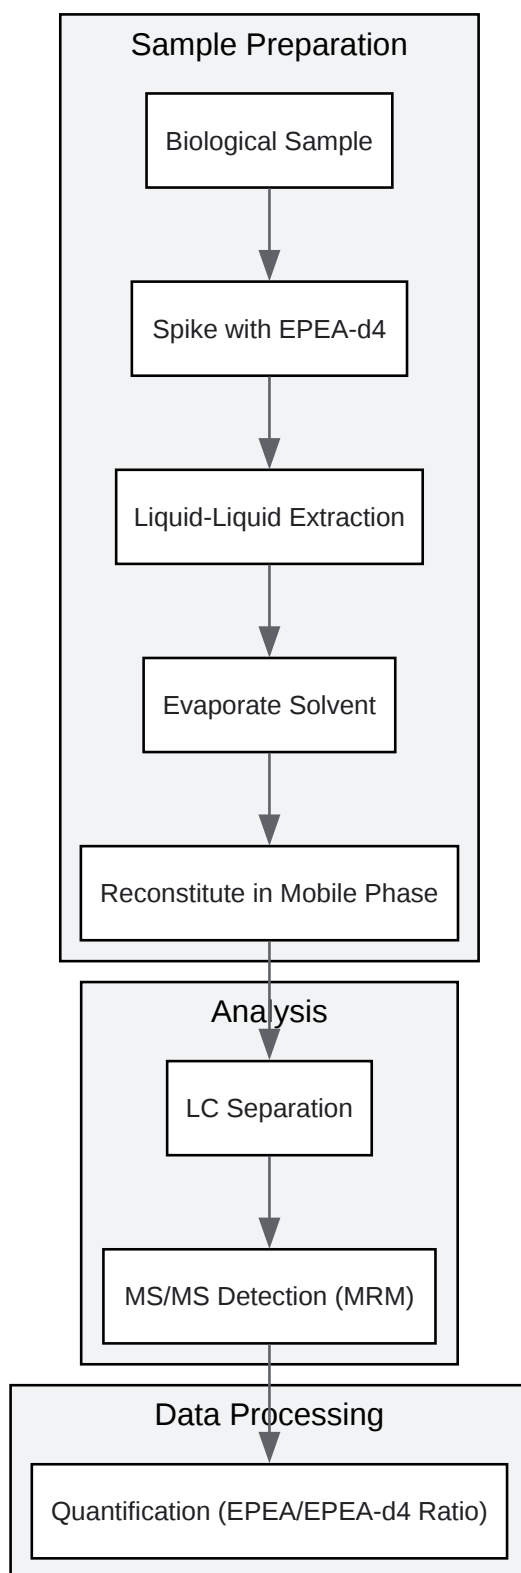 Sample Preparation
Biological Sample
Spike with EPEA-d4
Liquid-Liquid Extraction
Evaporate Solvent
Reconstitute in Mobile Phase
Analysis
LC Separation
MS/MS Detection (MRM)
Data Processing
Quantification (EPEA/EPEA-d4 Ratio)